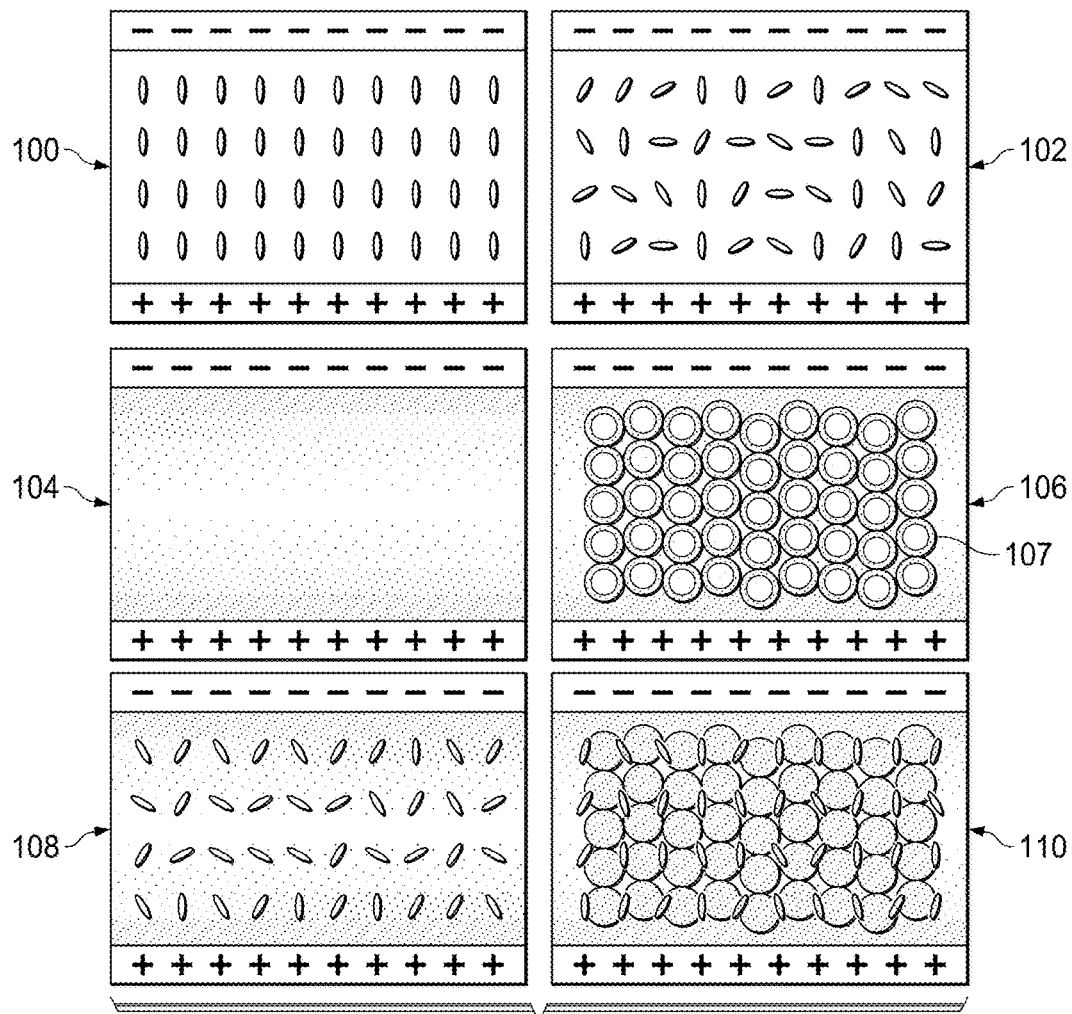 − − − − − − − − − −
− − − − − − − − − −
100
102
+ + + + + + + + + +
+ + + + + + + + + +
− − − − − − − − − −
− − − − − − − − − −
104
106
107
+ + + + + + + + + +
+ + + + + + + + + +
− − − − − − − − − −
− − − − − − − − − −
108
110
+ + + + + + + + + +
+ + + + + + + + + +